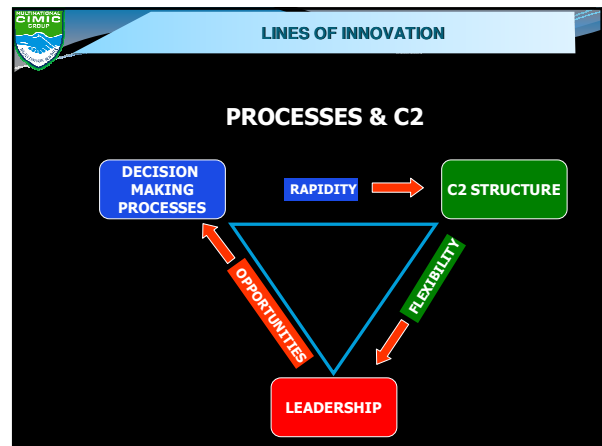 MULTINATIONAL
CIMIC
GROUP
LINES OF INNOVATION
PROCESSES & C2
DECISION
MAKING
PROCESSES
RAPIDITY
C2 STRUCTURE
OPPORTUNITIES
FLEXIBILITY
LEADERSHIP